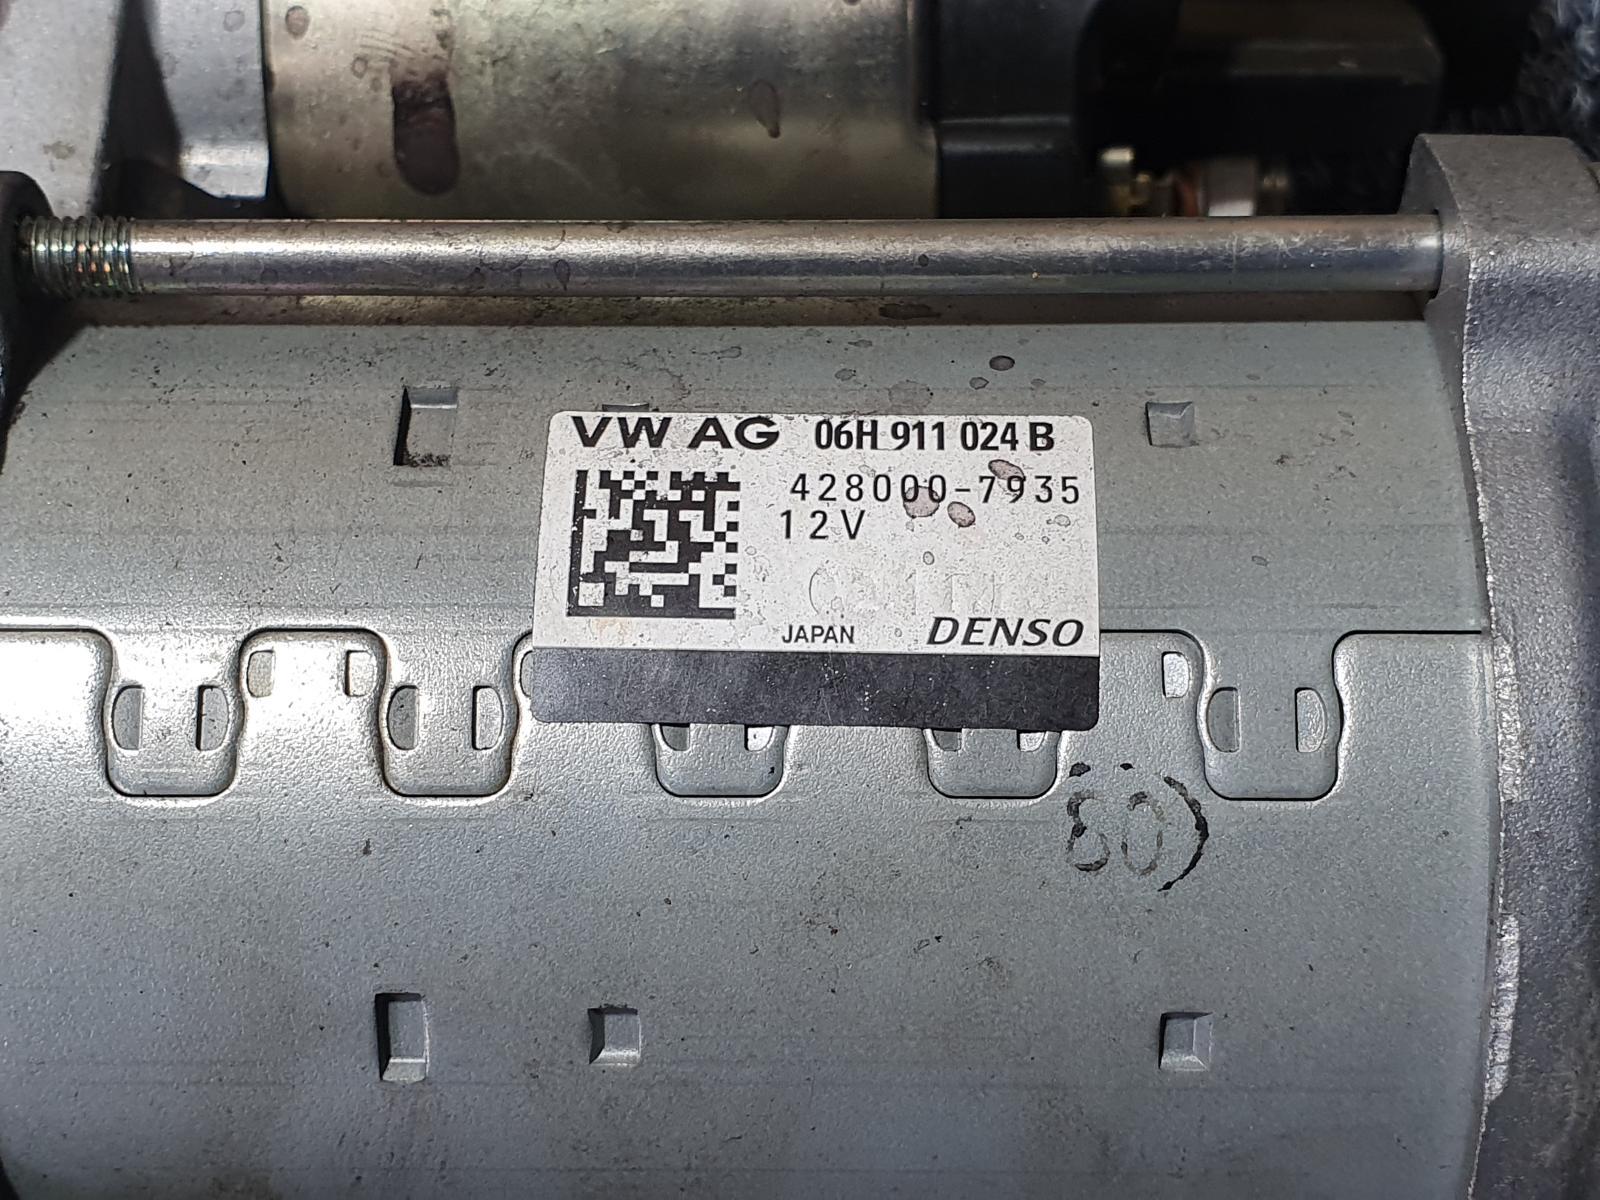 VW AG 06H 911 024 B
428000-7935
12V
JAPAN DENSO